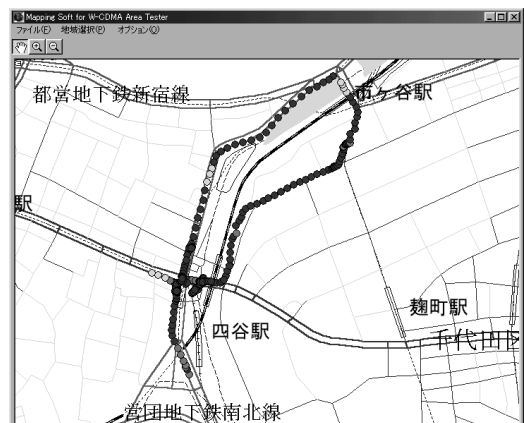 Mapping Soft for W-CDMA Area Tester
ファイル(F) 地域選択(P) オプション(O)
都営地下鉄新宿線
市ヶ谷駅
駅
麹町駅
四谷駅
千代田区
営団地下鉄南北線